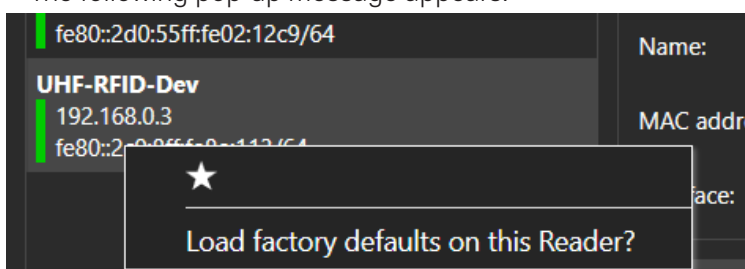 The following pop-up message appears:
fe80::2d0:55ff:fe02:12c9/64
Name:
UHF-RFID-Dev
192.168.0.3
MAC addre
face:
Load factory defaults on this Reader?